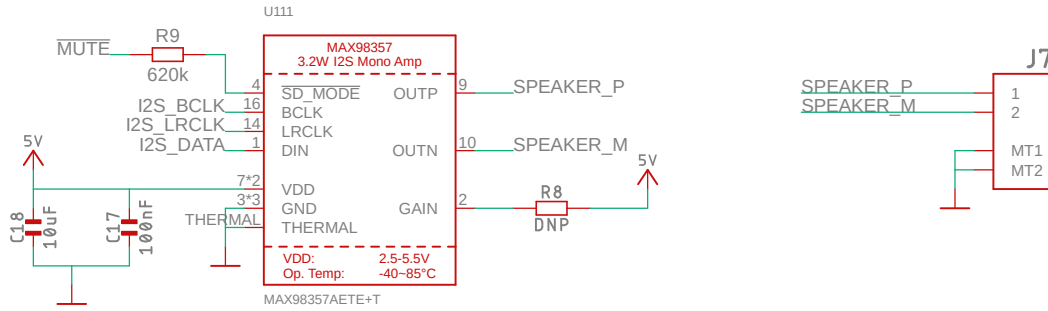 U111
MUTE
R9
620k
MAX98357
3.2W I2S Mono Amp
4
SD_MODE
OUTP
9
SPEAKER_P
I2S_BCLK
16
BCLK
I2S_LRCLK
14
LRCLK
I2S_DATA
1
DIN
OUTN
10
SPEAKER_M
5V
7*2
VDD
3*3
GND
GAIN
2
R8
DNP
5V
THERMAL
THERMAL
C18
10uF
C17
100nF
VDD: 2.5-5.5V
Op. Temp: -40~85°C
MAX98357AETE+T
J7
SPEAKER_P
1
SPEAKER_M
2
MT1
MT2